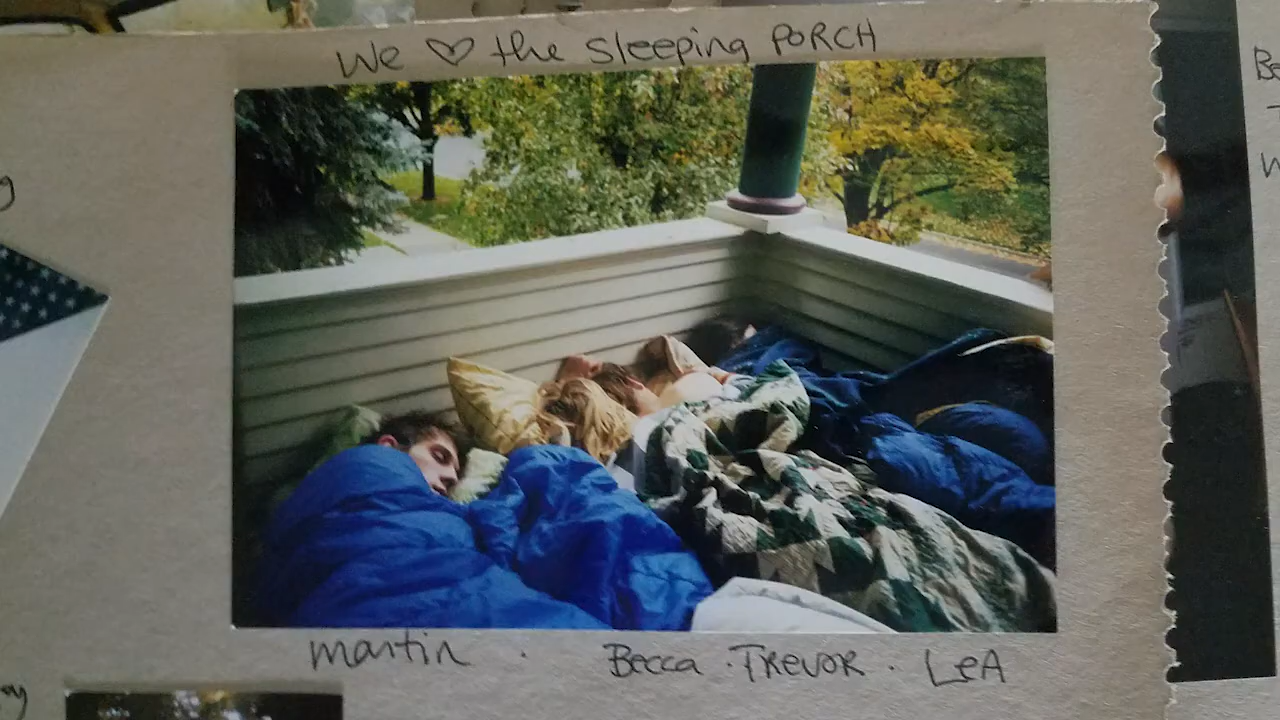 We ♡ the sleeping PORCH
martin . Becca . TREVOR . LeA